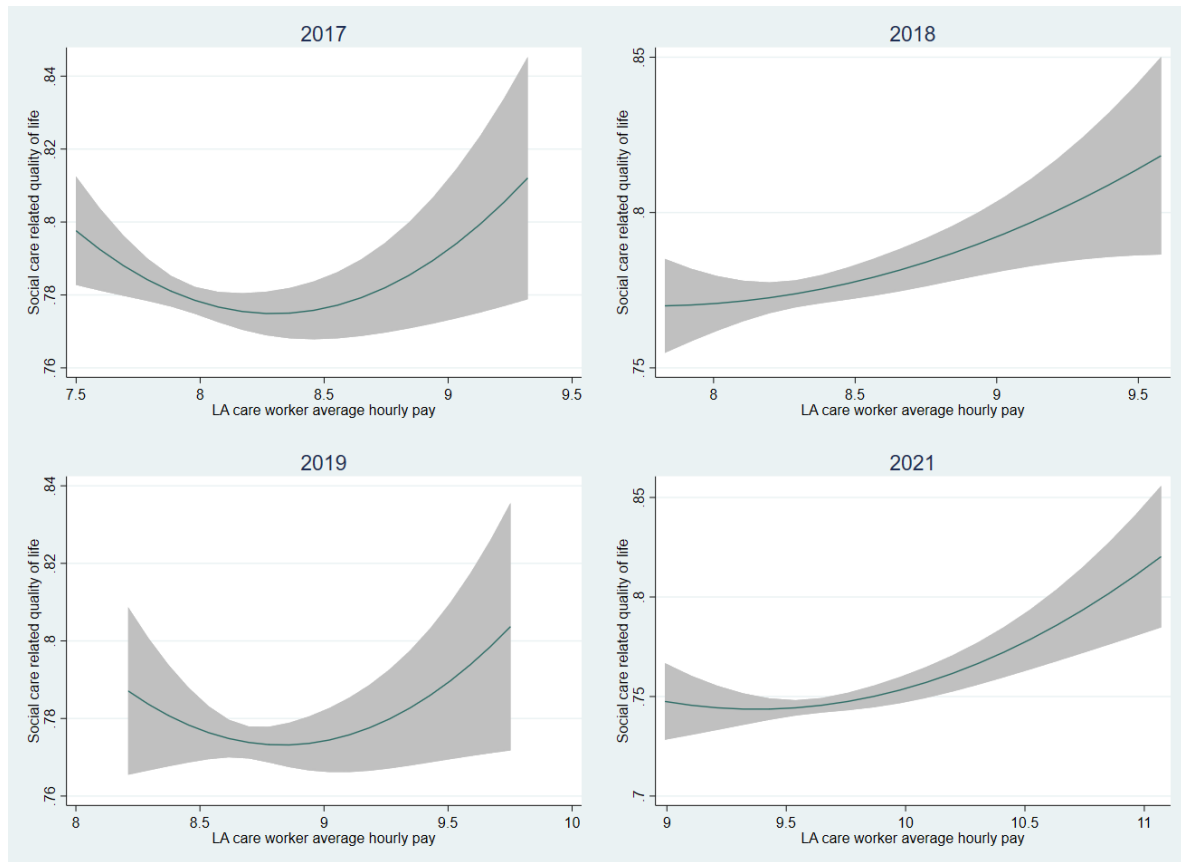 2017
Social care related quality of life
.84
.82
.8
.78
.76
7.5 8 8.5 9 9.5
LA care worker average hourly pay
2018
Social care related quality of life
.85
.8
.75
8 8.5 9 9.5
LA care worker average hourly pay
2019
Social care related quality of life
.84
.82
.8
.78
.76
8 8.5 9 9.5 10
LA care worker average hourly pay
2021
Social care related quality of life
.85
.8
.75
.7
9 9.5 10 10.5 11
LA care worker average hourly pay